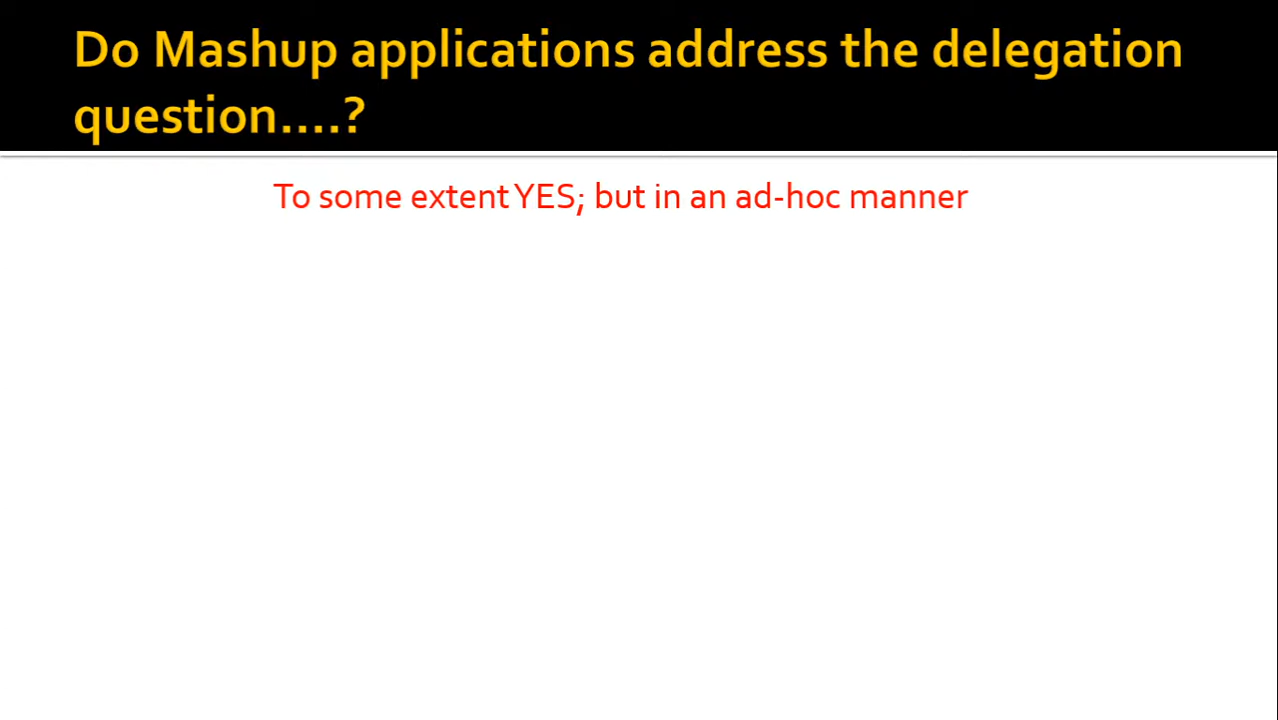 Do Mashup applications address the delegation
question....?
To some extent YES; but in an ad-hoc manner